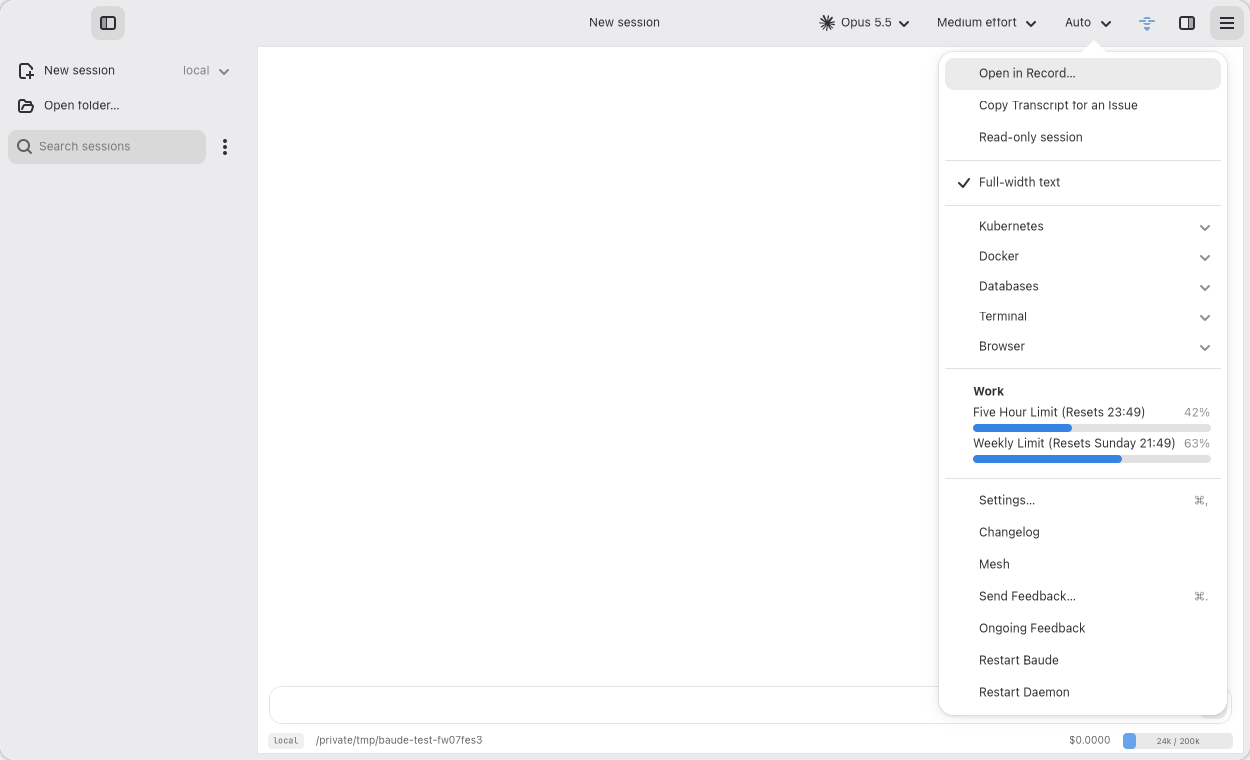 New session
Opus 5.5
Medium effort
Auto
New session
local
Open folder...
Search sessions
Open in Record...
Copy Transcript for an Issue
Read-only session
Full-width text
Kubernetes
Docker
Databases
Terminal
Browser
Work
Five Hour Limit (Resets 23:49) 42%
Weekly Limit (Resets Sunday 21:49) 63%
Settings... ⌘,
Changelog
Mesh
Send Feedback... ⌘.
Ongoing Feedback
Restart Baude
Restart Daemon
local /private/tmp/baude-test-fw07fes3 $0.0000 24k / 200k